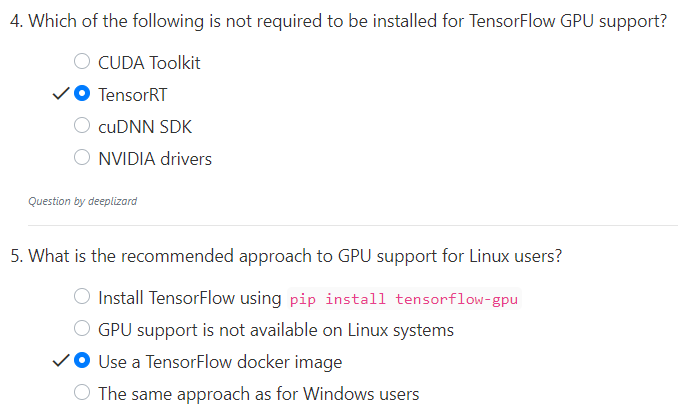 4. Which of the following is not required to be installed for TensorFlow GPU support?
CUDA Toolkit
TensorRT
cuDNN SDK
NVIDIA drivers
Question by deeplizard
5. What is the recommended approach to GPU support for Linux users?
Install TensorFlow using pip install tensorflow-gpu
GPU support is not available on Linux systems
Use a TensorFlow docker image
The same approach as for Windows users